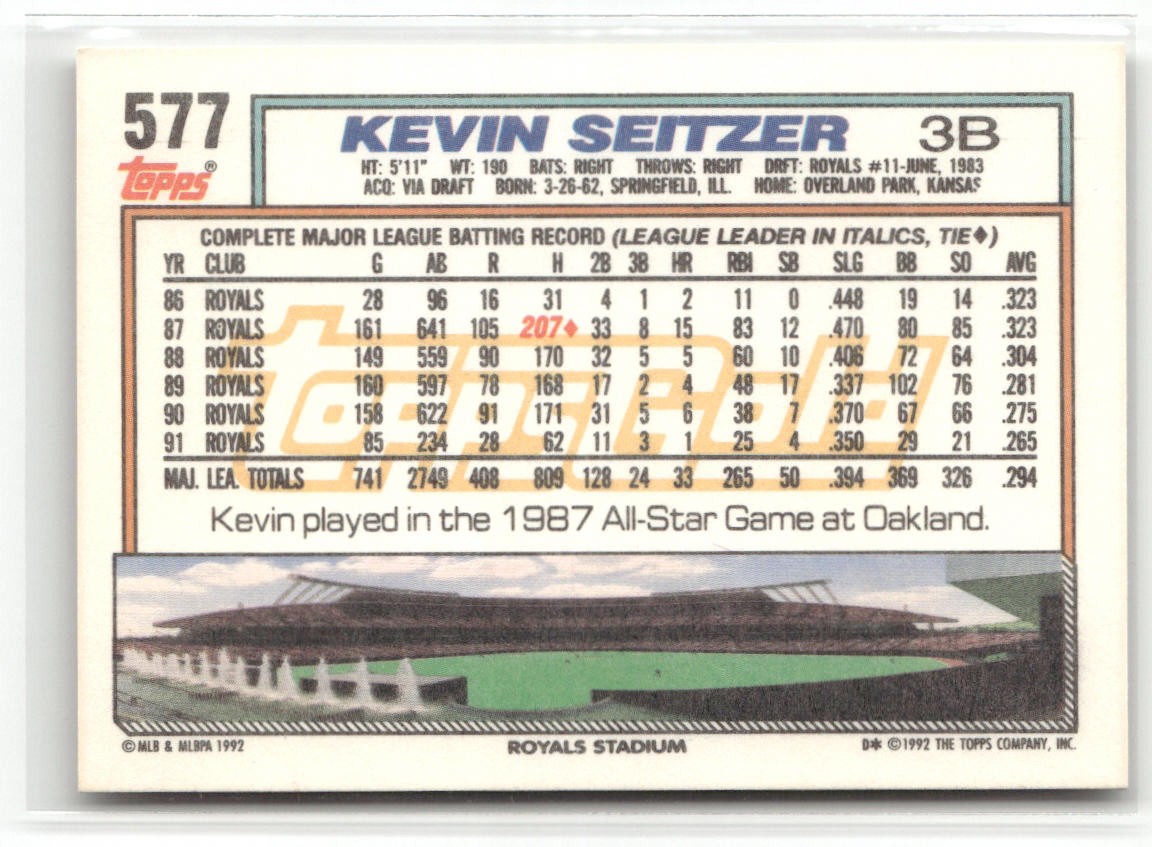 577
KEVIN SEITZER 3B
Topps®
HT: 5'11" WT: 190 BATS: RIGHT THROWS: RIGHT DRFT: ROYALS #11-JUNE, 1983
ACQ: VIA DRAFT BORN: 3-26-62, SPRINGFIELD, ILL. HOME: OVERLAND PARK, KANSAS
COMPLETE MAJOR LEAGUE BATTING RECORD (LEAGUE LEADER IN ITALICS, TIE♦)
YR CLUB G AB R H 2B 3B HR RBI SB SLG BB SO AVG
86 ROYALS 28 96 16 31 4 1 2 11 0 .448 19 14 .323
87 ROYALS 161 641 105 207♦ 33 8 15 83 12 .470 80 85 .323
88 ROYALS 149 559 90 170 32 5 5 60 10 .406 72 64 .304
89 ROYALS 160 597 78 168 17 2 4 48 17 .337 102 76 .281
90 ROYALS 158 622 91 171 31 5 6 38 7 .370 67 66 .275
91 ROYALS 85 234 28 62 11 3 1 25 4 .350 29 21 .265
MAJ. LEA. TOTALS 741 2749 408 809 128 24 33 265 50 .394 369 326 .294
ToppsGold
Kevin played in the 1987 All-Star Game at Oakland.
© MLB & MLBPA 1992 ROYALS STADIUM D* © 1992 THE TOPPS COMPANY, INC.